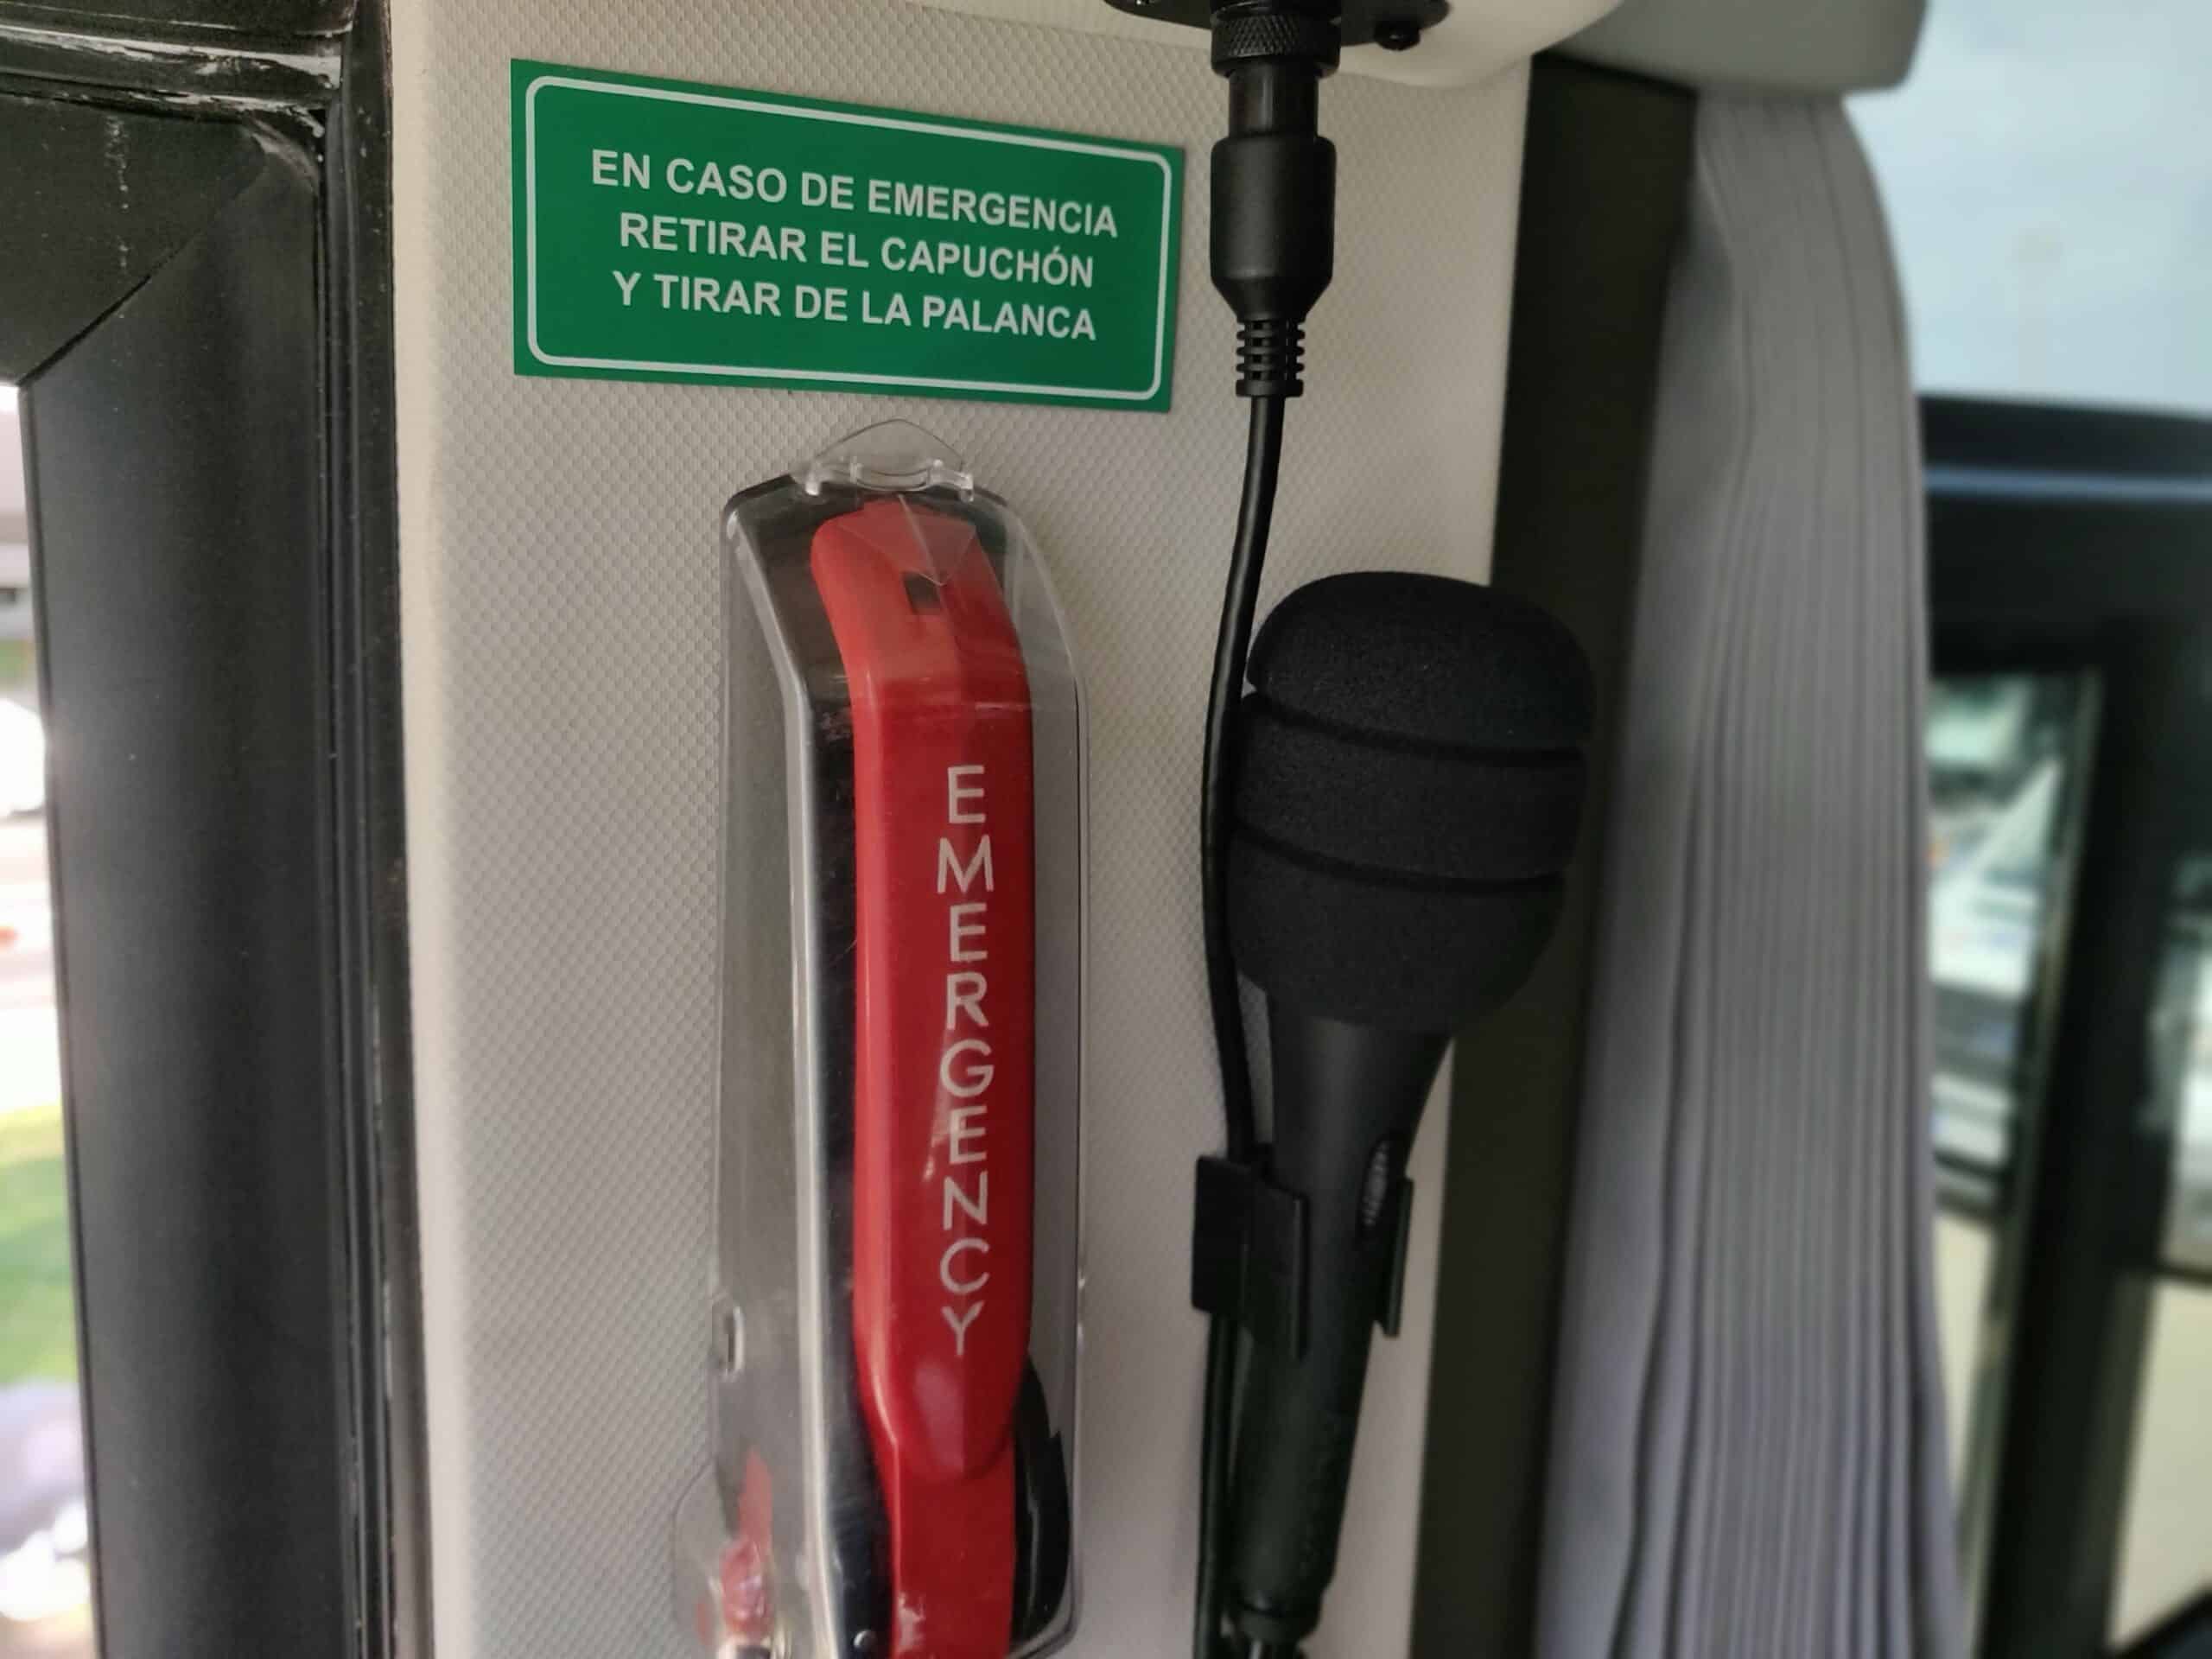 EN CASO DE EMERGENCIA
RETIRAR EL CAPUCHÓN
Y TIRAR DE LA PALANCA
EMERGENCY